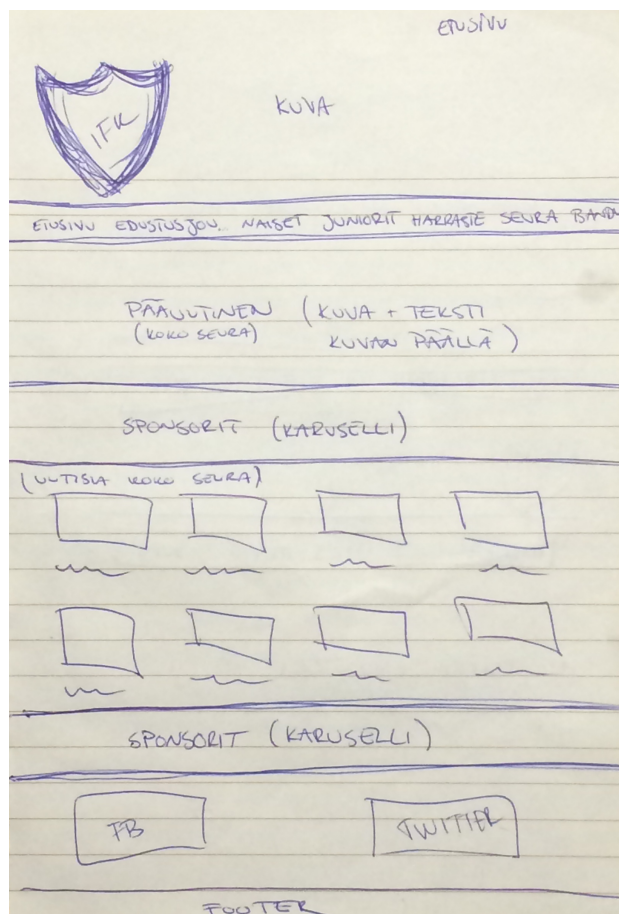 ETUSIVU
IFK
KUVA
ETUSIVU EDUSTUSJOU. NAISET JUNIORIT HARRASTE SEURA BANDY
PÄÄUUTINEN (KUVA + TEKSTI
(KOKO SEURA) KUVAN PÄÄLLÄ)
SPONSORIT (KARUSELLI)
(UUTISIA KOKO SEURA)
SPONSORIT (KARUSELLI)
FB TWITTER
FOOTER